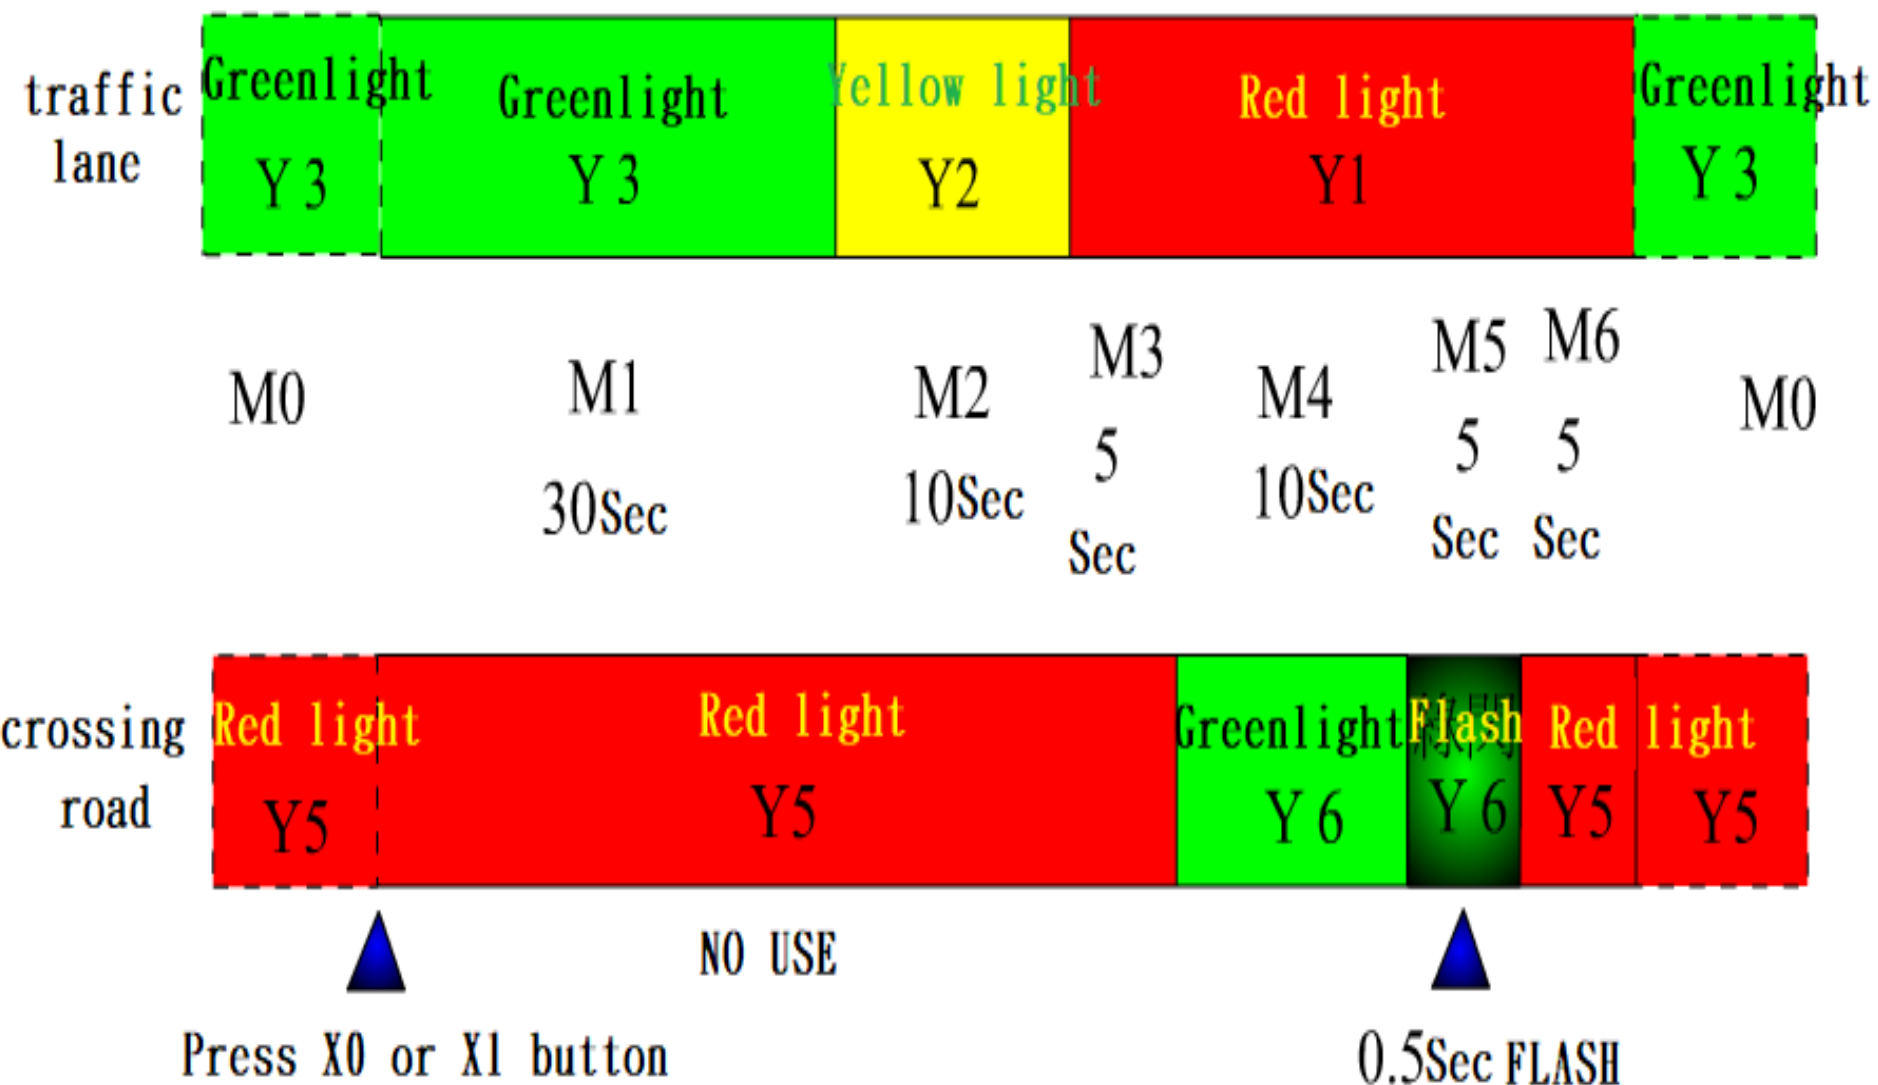 traffic
lane
Greenlight
Y3
Greenlight
Y3
Yellow light
Y2
Red light
Y1
Greenlight
Y3
M0
M1
30Sec
M2
10Sec
M3
5
Sec
M4
10Sec
M5
5
Sec
M6
5
Sec
M0
crossing
road
Red light
Y5
Red light
Y5
Greenlight
Y6
Flash
Y6
Red light
Y5
Y5
NO USE
Press X0 or X1 button
0.5Sec FLASH